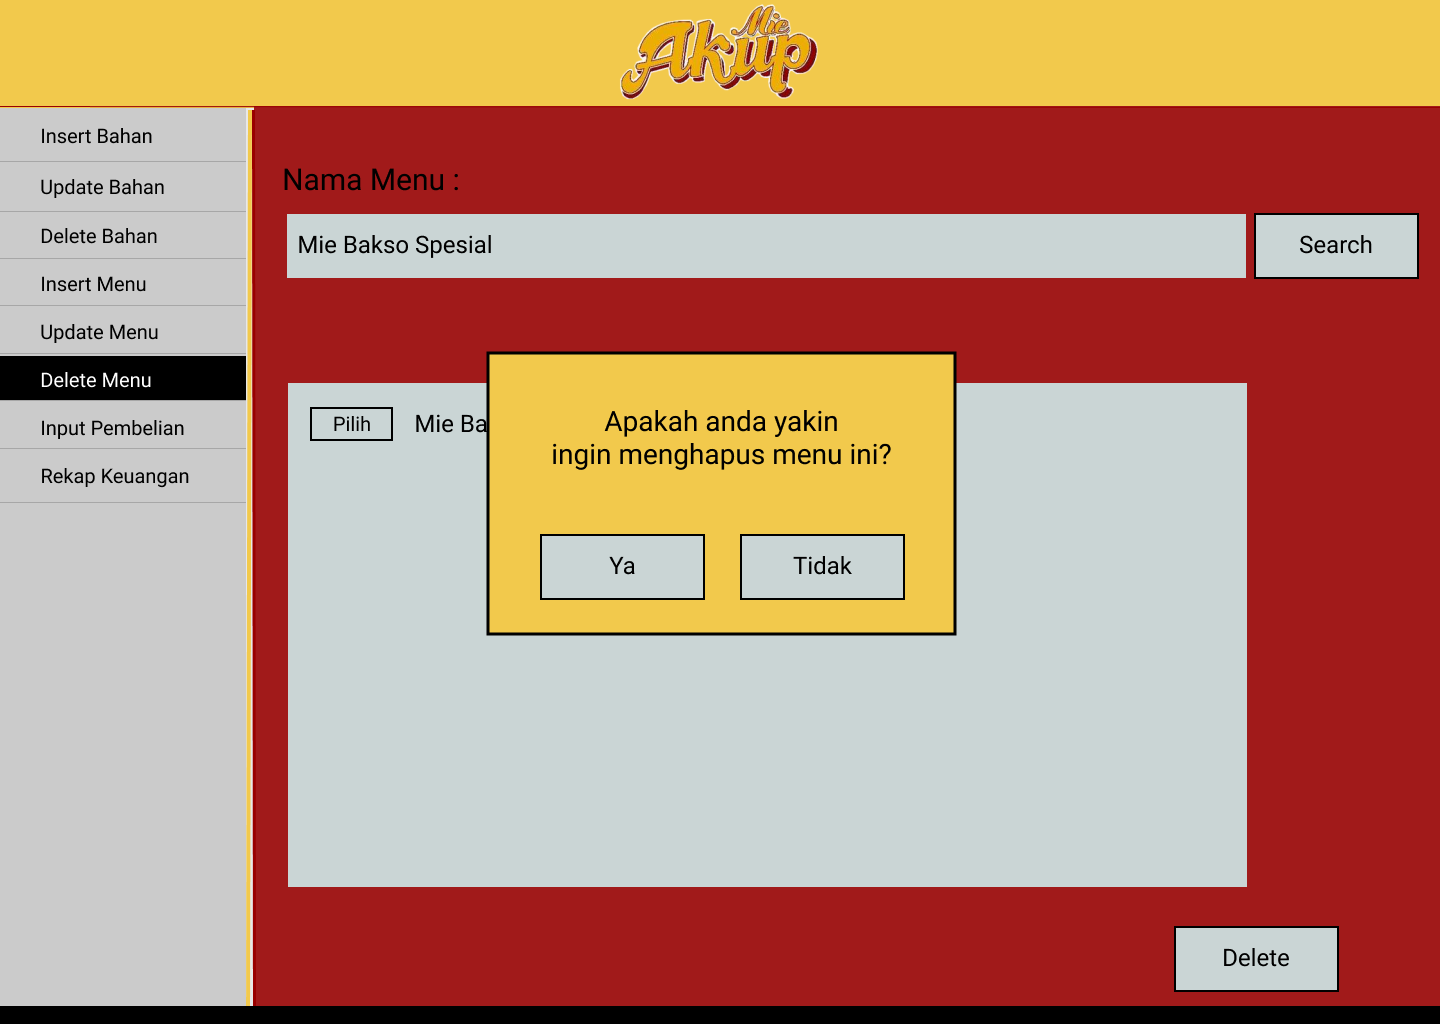 Mie
Akup
Insert Bahan
Update Bahan
Delete Bahan
Insert Menu
Update Menu
Delete Menu
Input Pembelian
Rekap Keuangan
Nama Menu :
Mie Bakso Spesial
Search
Pilih
Mie Ba
Apakah anda yakin
ingin menghapus menu ini?
Ya
Tidak
Delete